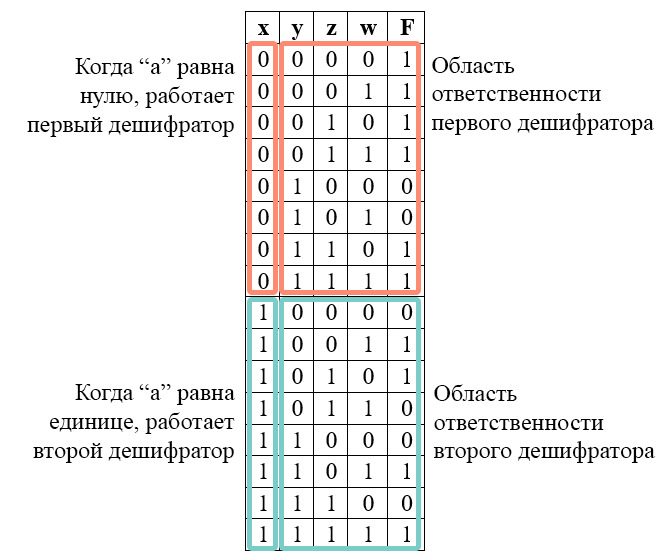 x y z w F
Когда “а” равна
нулю, работает
первый дешифратор
0 0 0 0 1
0 0 0 1 1
0 0 1 0 1
0 0 1 1 1
0 1 0 0 0
0 1 0 1 0
0 1 1 0 1
0 1 1 1 1
Область
ответственности
первого дешифратора
Когда “а” равна
единице, работает
второй дешифратор
1 0 0 0 0
1 0 0 1 1
1 0 1 0 1
1 0 1 1 0
1 1 0 0 0
1 1 0 1 1
1 1 1 0 0
1 1 1 1 1
Область
ответственности
второго дешифратора